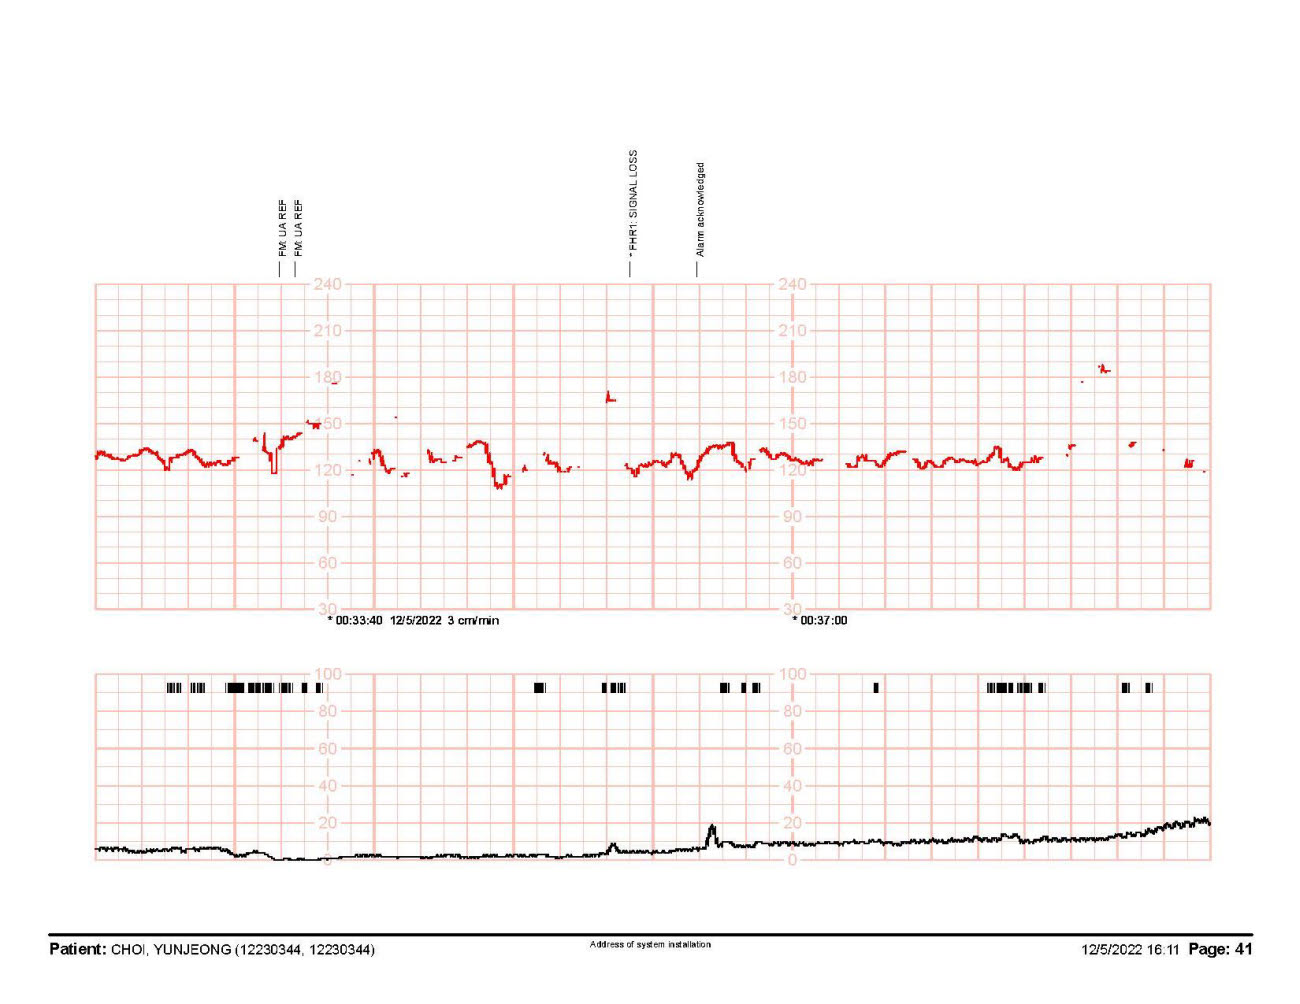 FM: UA REF
FM: UA REF
* FHR1: SIGNAL LOSS
Alarm acknowledged
240 240
210 210
180 180
150 150
120 120
90 90
60 60
30 30
* 00:33:40 12/5/2022 3 cm/min * 00:37:00
100 100
80 80
60 60
40 40
20 20
0 0
Patient: CHOI, YUNJEONG (12230344, 12230344) Address of system installation 12/5/2022 16:11 Page: 41